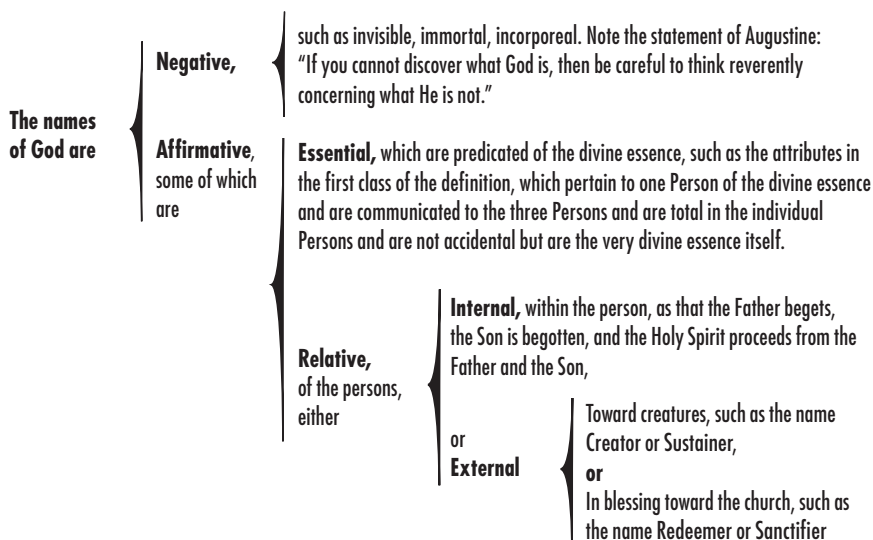 The names
of God are
Negative,
such as invisible, immortal, incorporeal. Note the statement of Augustine:
“If you cannot discover what God is, then be careful to think reverently
concerning what He is not.”
Affirmative,
some of which
are
Essential, which are predicated of the divine essence, such as the attributes in
the first class of the definition, which pertain to one Person of the divine essence
and are communicated to the three Persons and are total in the individual
Persons and are not accidental but are the very divine essence itself.
Relative,
of the persons,
either
Internal, within the person, as that the Father begets,
the Son is begotten, and the Holy Spirit proceeds from the
Father and the Son,
or
External
Toward creatures, such as the name
Creator or Sustainer,
or
In blessing toward the church, such as
the name Redeemer or Sanctifier